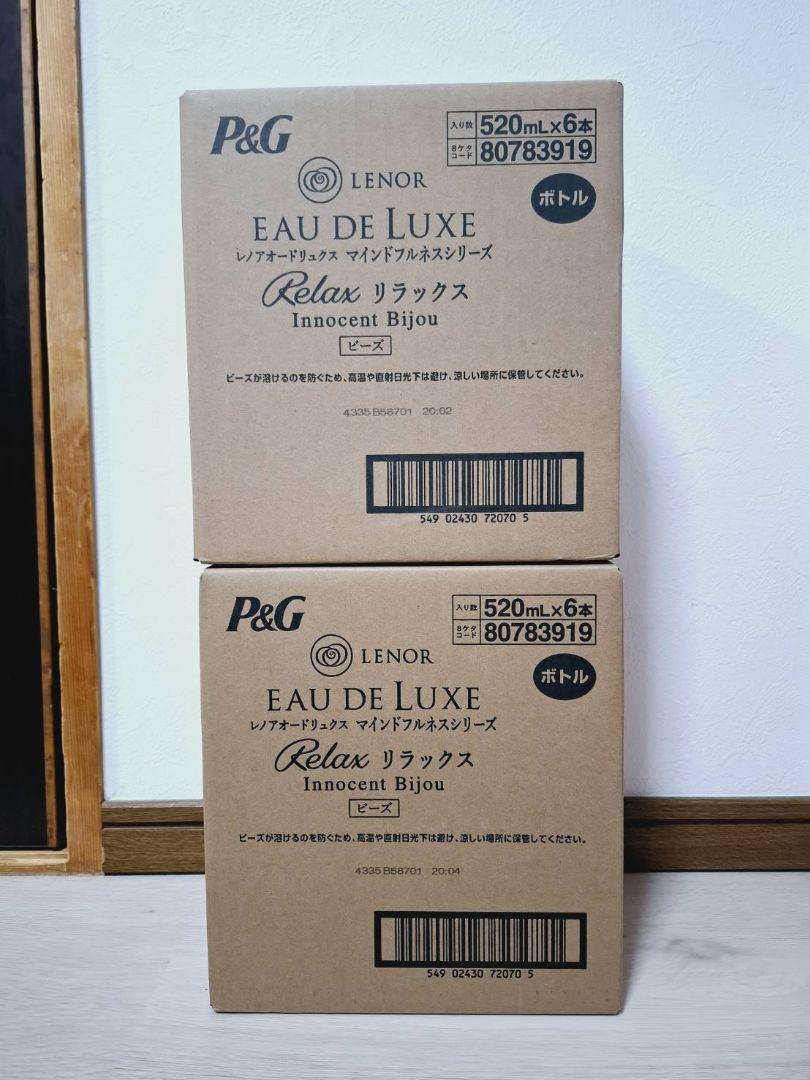 P&G
入り数 520mL×6本
8ケタコード 80783919
LENOR
ボトル
EAU DE LUXE
レノアオードリュクス マインドフルネスシリーズ
Relax リラックス
Innocent Bijou
ビーズ
ビーズが溶けるのを防ぐため、高温や直射日光下は避け、涼しい場所に保管してください。
4335 B58701 20:02
549 02430 72070 5
P&G
入り数 520mL×6本
8ケタコード 80783919
LENOR
ボトル
EAU DE LUXE
レノアオードリュクス マインドフルネスシリーズ
Relax リラックス
Innocent Bijou
ビーズ
ビーズが溶けるのを防ぐため、高温や直射日光下は避け、涼しい場所に保管してください。
4335 B58701 20:04
549 02430 72070 5